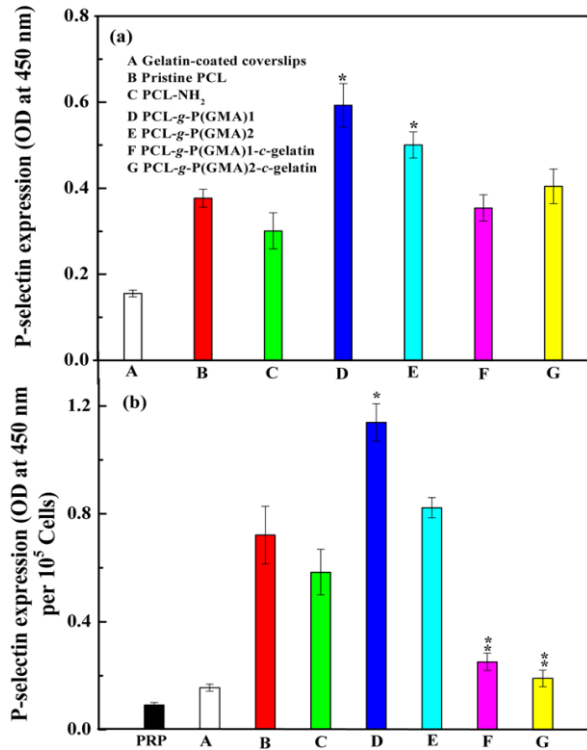 (a)
A Gelatin-coated coverslips
B Pristine PCL
C PCL-NH2
D PCL-g-P(GMA)1
E PCL-g-P(GMA)2
F PCL-g-P(GMA)1-c-gelatin
G PCL-g-P(GMA)2-c-gelatin
P-selectin expression (OD at 450 nm)
0.8
0.6
0.4
0.2
0.0
* *
A B C D E F G
(b)
P-selectin expression (OD at 450 nm
per 10^5 Cells)
1.2
0.8
0.4
0.0
* ** **
PRP A B C D E F G